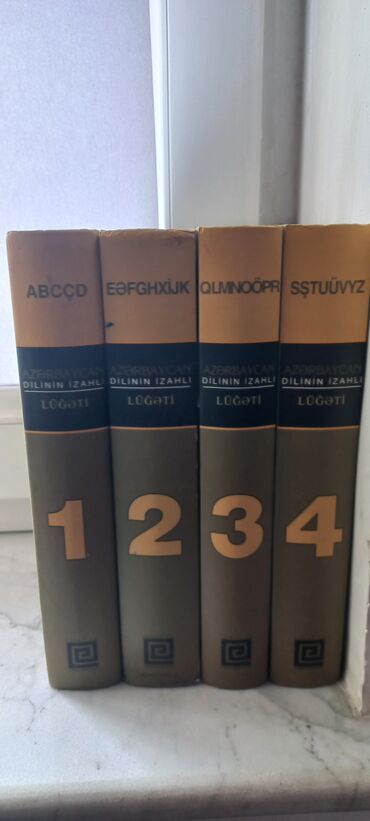 ABCÇD
AZƏRBAYCAN
DİLİNİN İZAHLI
LÜĞƏTİ
1
EƏFGHXİJK
AZƏRBAYCAN
DİLİNİN İZAHLI
LÜĞƏTİ
2
QLMNOÖPR
AZƏRBAYCAN
DİLİNİN İZAHLI
LÜĞƏTİ
3
SŞTUÜVYZ
AZƏRBAYCAN
DİLİNİN İZAHLI
LÜĞƏTİ
4